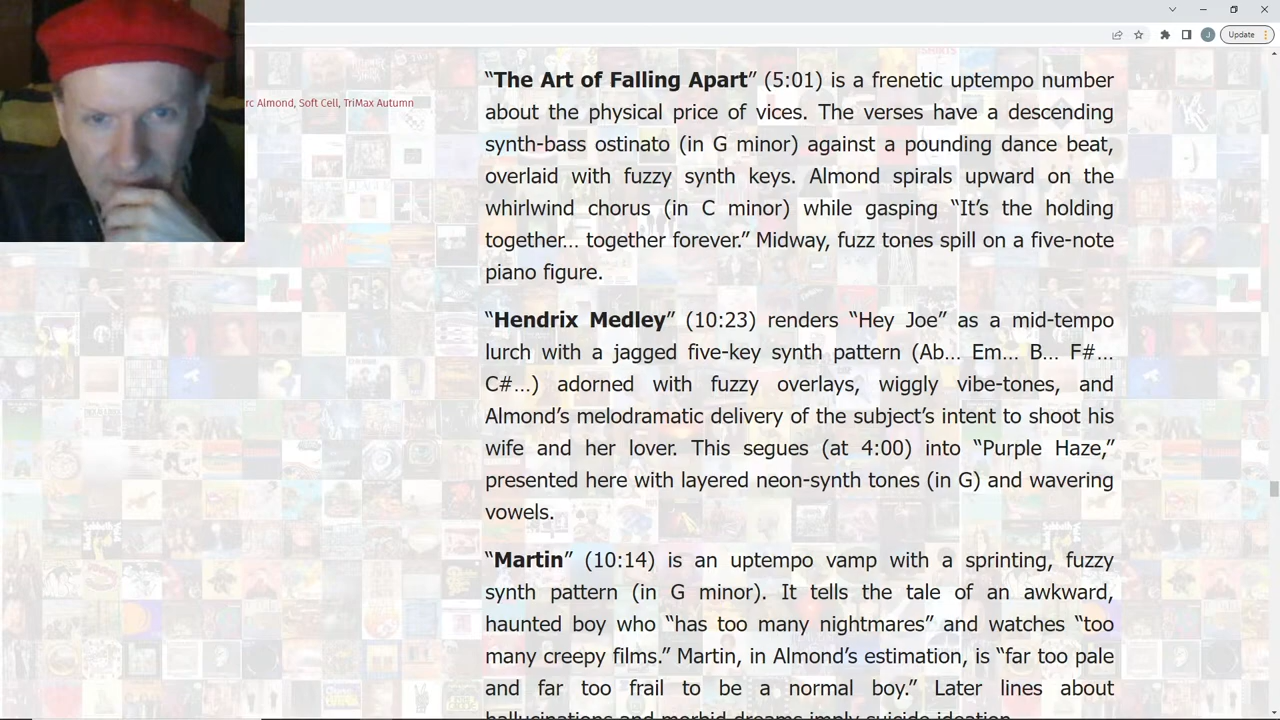 Update
rc Almond, Soft Cell, TriMax Autumn
“The Art of Falling Apart” (5:01) is a frenetic uptempo number
about the physical price of vices. The verses have a descending
synth-bass ostinato (in G minor) against a pounding dance beat,
overlaid with fuzzy synth keys. Almond spirals upward on the
whirlwind chorus (in C minor) while gasping “It’s the holding
together… together forever.” Midway, fuzz tones spill on a five-note
piano figure.
“Hendrix Medley” (10:23) renders “Hey Joe” as a mid-tempo
lurch with a jagged five-key synth pattern (Ab… Em… B… F#…
C#…) adorned with fuzzy overlays, wiggly vibe-tones, and
Almond’s melodramatic delivery of the subject’s intent to shoot his
wife and her lover. This segues (at 4:00) into “Purple Haze,”
presented here with layered neon-synth tones (in G) and wavering
vowels.
“Martin” (10:14) is an uptempo vamp with a sprinting, fuzzy
synth pattern (in G minor). It tells the tale of an awkward,
haunted boy who “has too many nightmares” and watches “too
many creepy films.” Martin, in Almond’s estimation, is “far too pale
and far too frail to be a normal boy.” Later lines about
hallucinations and morbid dreams imply suicide ideation.